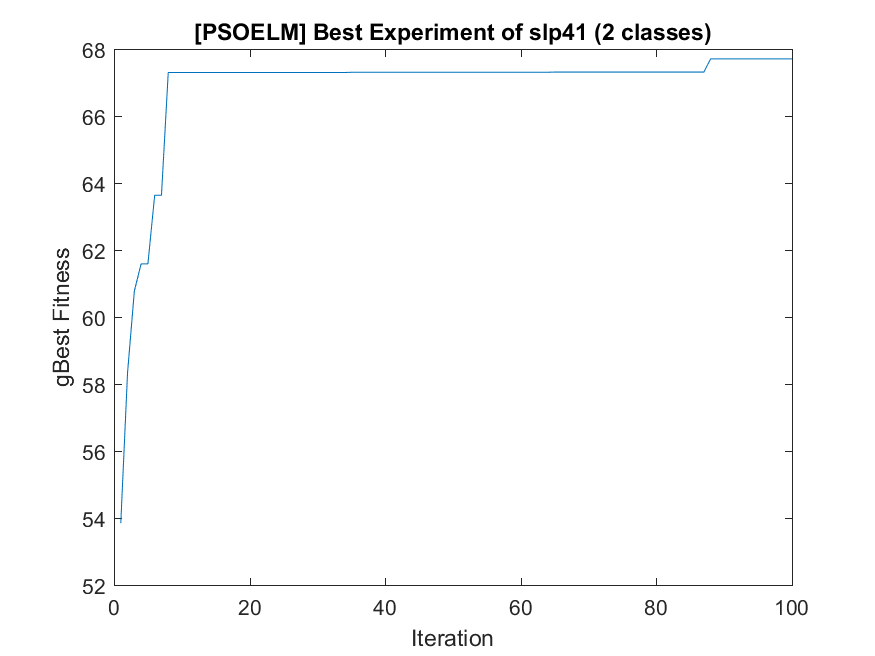 [PSOELM] Best Experiment of slp41 (2 classes)
68
66
64
62
60
58
56
54
52
gBest Fitness
0 20 40 60 80 100
Iteration